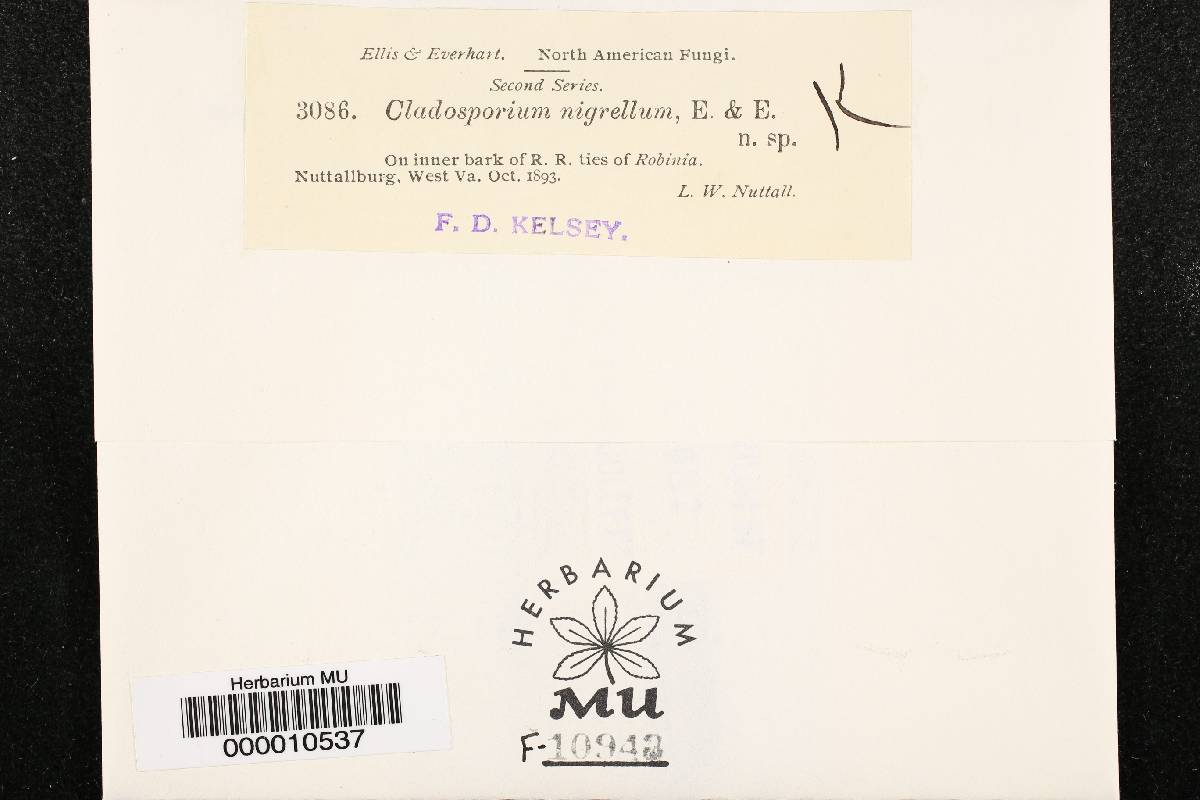 Ellis & Everhart. North American Fungi.
Second Series.
3086. Cladosporium nigrellum, E. & E.
n. sp.
K
On inner bark of R. R. ties of Robinia.
Nuttallburg, West Va. Oct. 1893.
L. W. Nuttall.
F. D. KELSEY.
HERBARIUM
MU
F-
Herbarium MU
000010537